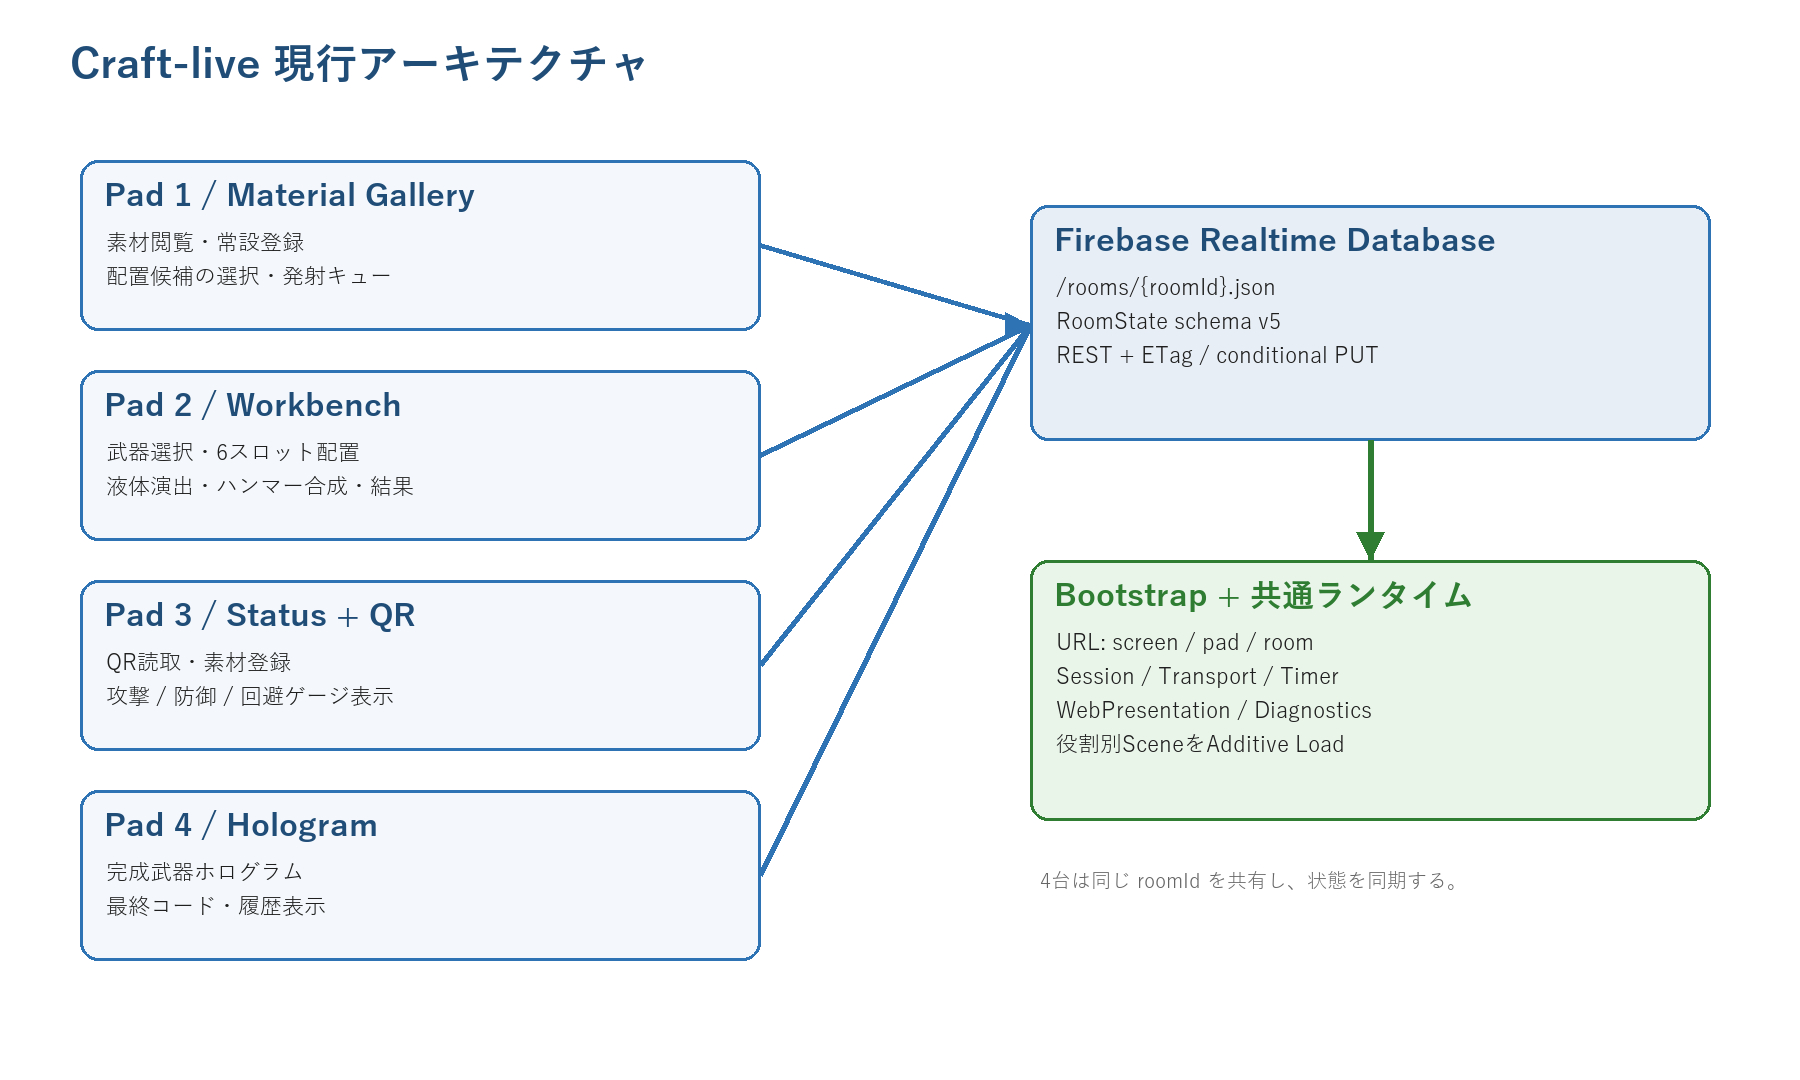 Craft-live 現行アーキテクチャ
Pad 1 / Material Gallery
素材閲覧・常設登録
配置候補の選択・発射キュー
Pad 2 / Workbench
武器選択・6スロット配置
液体演出・ハンマー合成・結果
Pad 3 / Status + QR
QR読取・素材登録
攻撃 / 防御 / 回避ゲージ表示
Pad 4 / Hologram
完成武器ホログラム
最終コード・履歴表示
Firebase Realtime Database
/rooms/{roomId}.json
RoomState schema v5
REST + ETag / conditional PUT
Bootstrap + 共通ランタイム
URL: screen / pad / room
Session / Transport / Timer
WebPresentation / Diagnostics
役割別SceneをAdditive Load
4台は同じ roomId を共有し、状態を同期する。